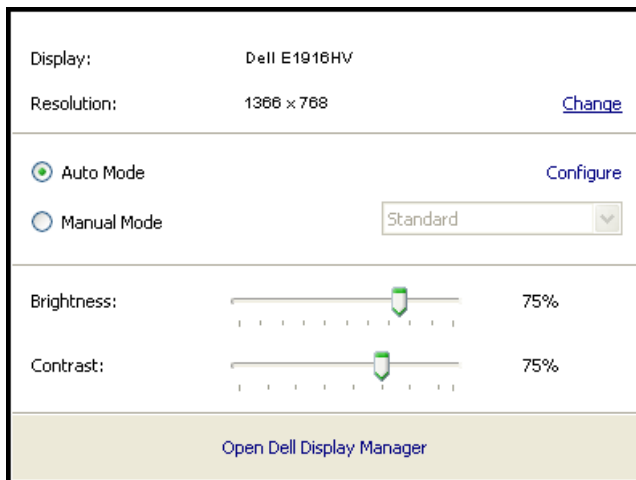 Display: Dell E1916HV
Resolution: 1366 x 768 Change
Auto Mode Configure
Manual Mode Standard
Brightness: 75%
Contrast: 75%
Open Dell Display Manager